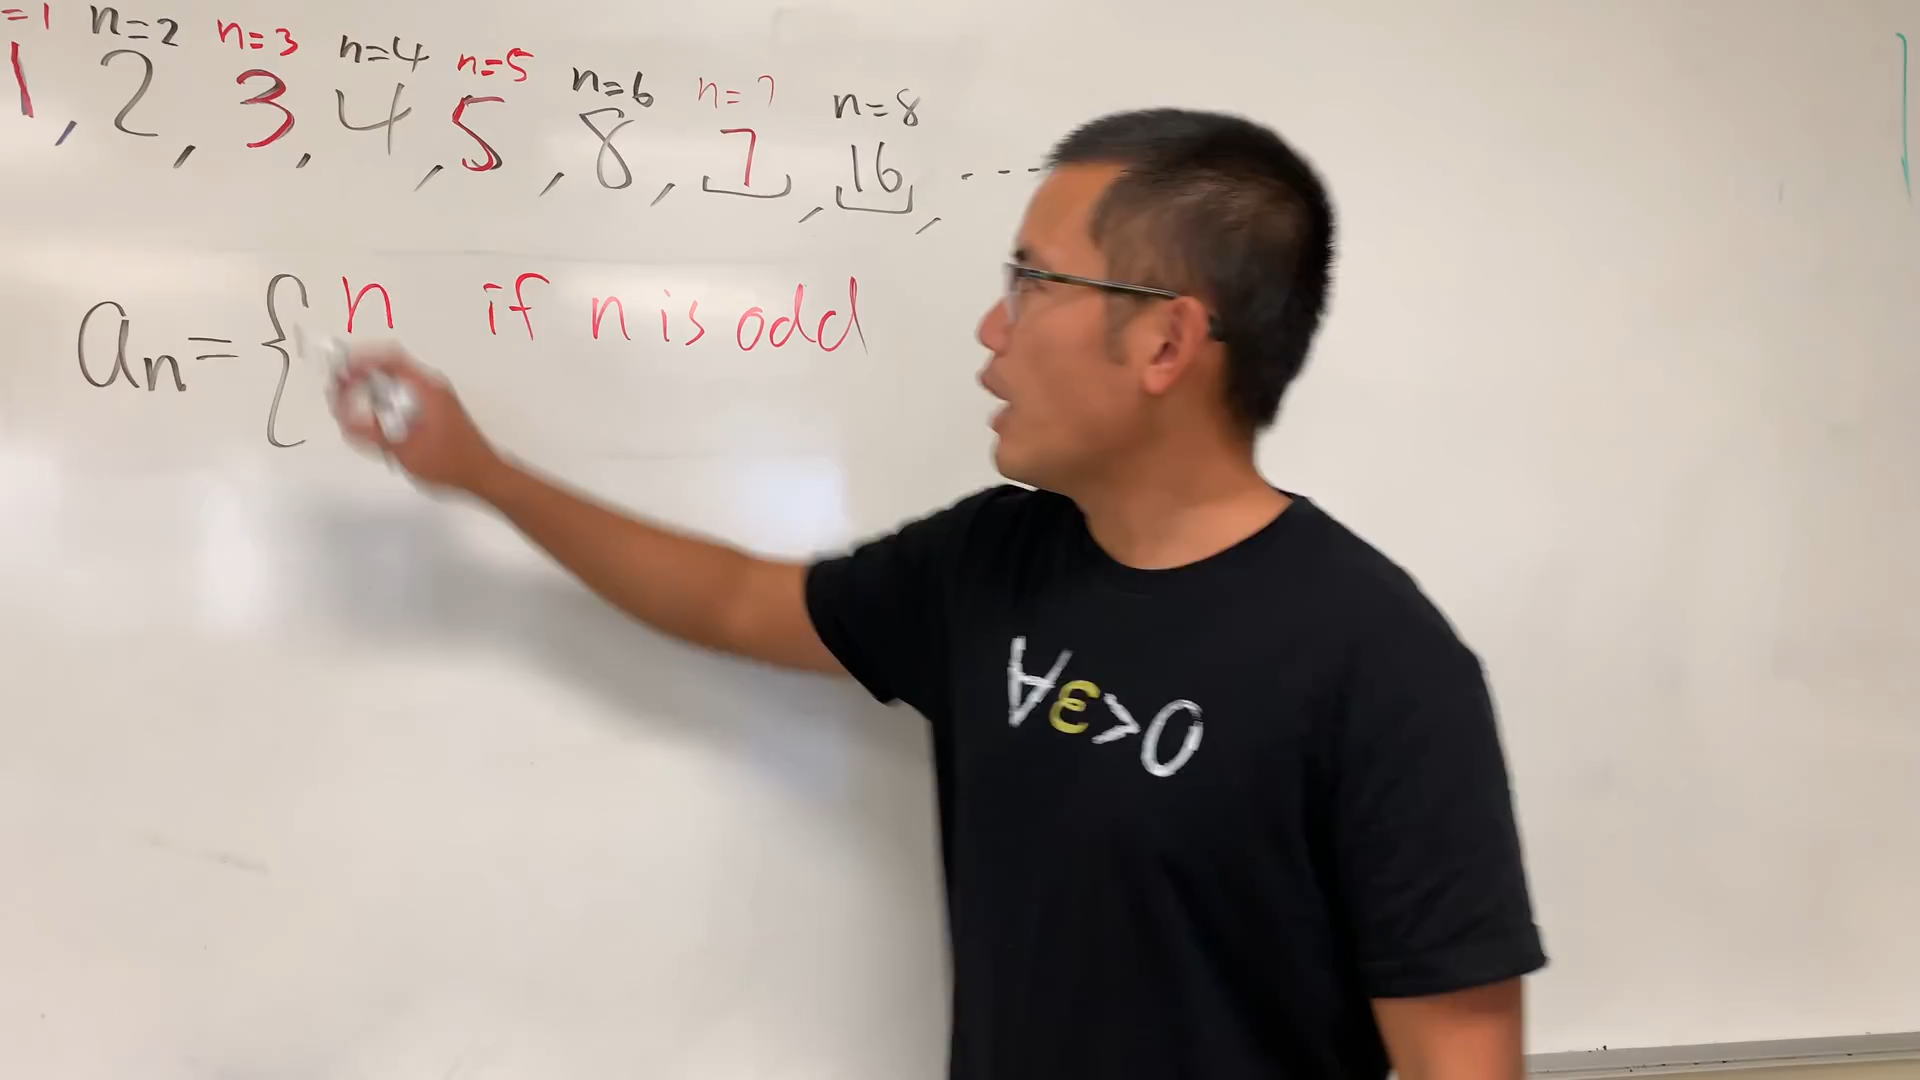 =1 n=2 n=3 n=4 n=5 n=6 n=7 n=8
1, 2, 3, 4, 5, 8, 7, 16, ----
an= { n if n is odd
∀ε>0